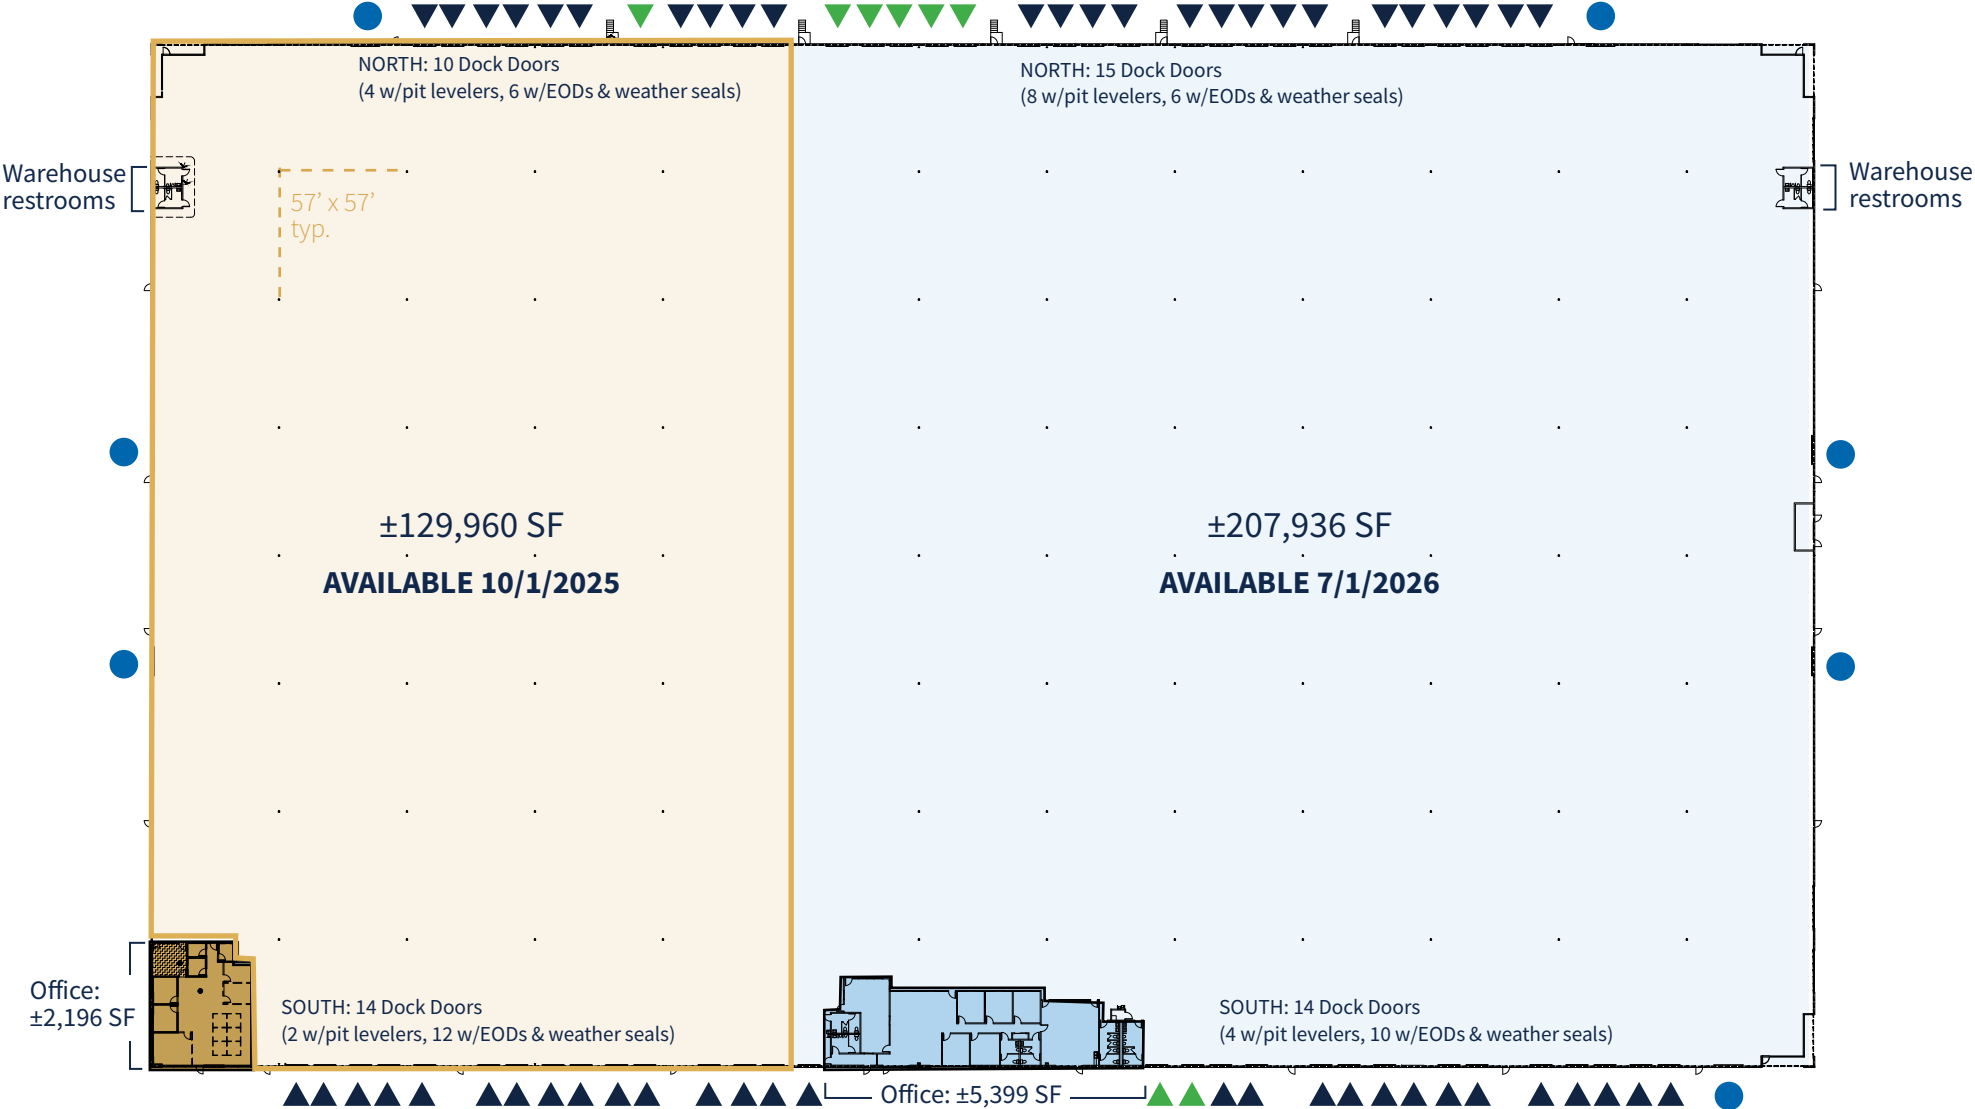 NORTH: 10 Dock Doors
(4 w/pit levelers, 6 w/EODs & weather seals)
NORTH: 15 Dock Doors
(8 w/pit levelers, 6 w/EODs & weather seals)
Warehouse
restrooms
57’ x 57’
typ.
Warehouse
restrooms
±129,960 SF
AVAILABLE 10/1/2025
±207,936 SF
AVAILABLE 7/1/2026
Office:
±2,196 SF
SOUTH: 14 Dock Doors
(2 w/pit levelers, 12 w/EODs & weather seals)
SOUTH: 14 Dock Doors
(4 w/pit levelers, 10 w/EODs & weather seals)
Office: ±5,399 SF